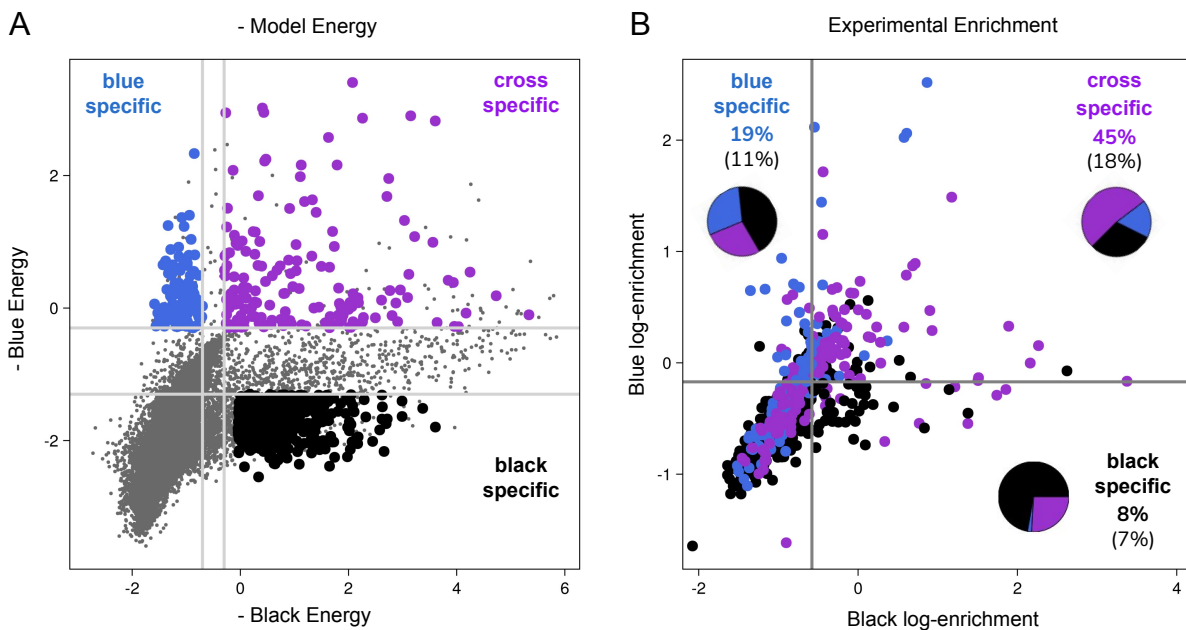 A
- Model Energy
blue
specific
cross
specific
black
specific
- Blue Energy
2
0
-2
-2
0
2
4
6
- Black Energy
B
Experimental Enrichment
blue
specific
19%
(11%)
cross
specific
45%
(18%)
black
specific
8%
(7%)
Blue log-enrichment
2
1
0
-1
-2
0
2
4
Black log-enrichment